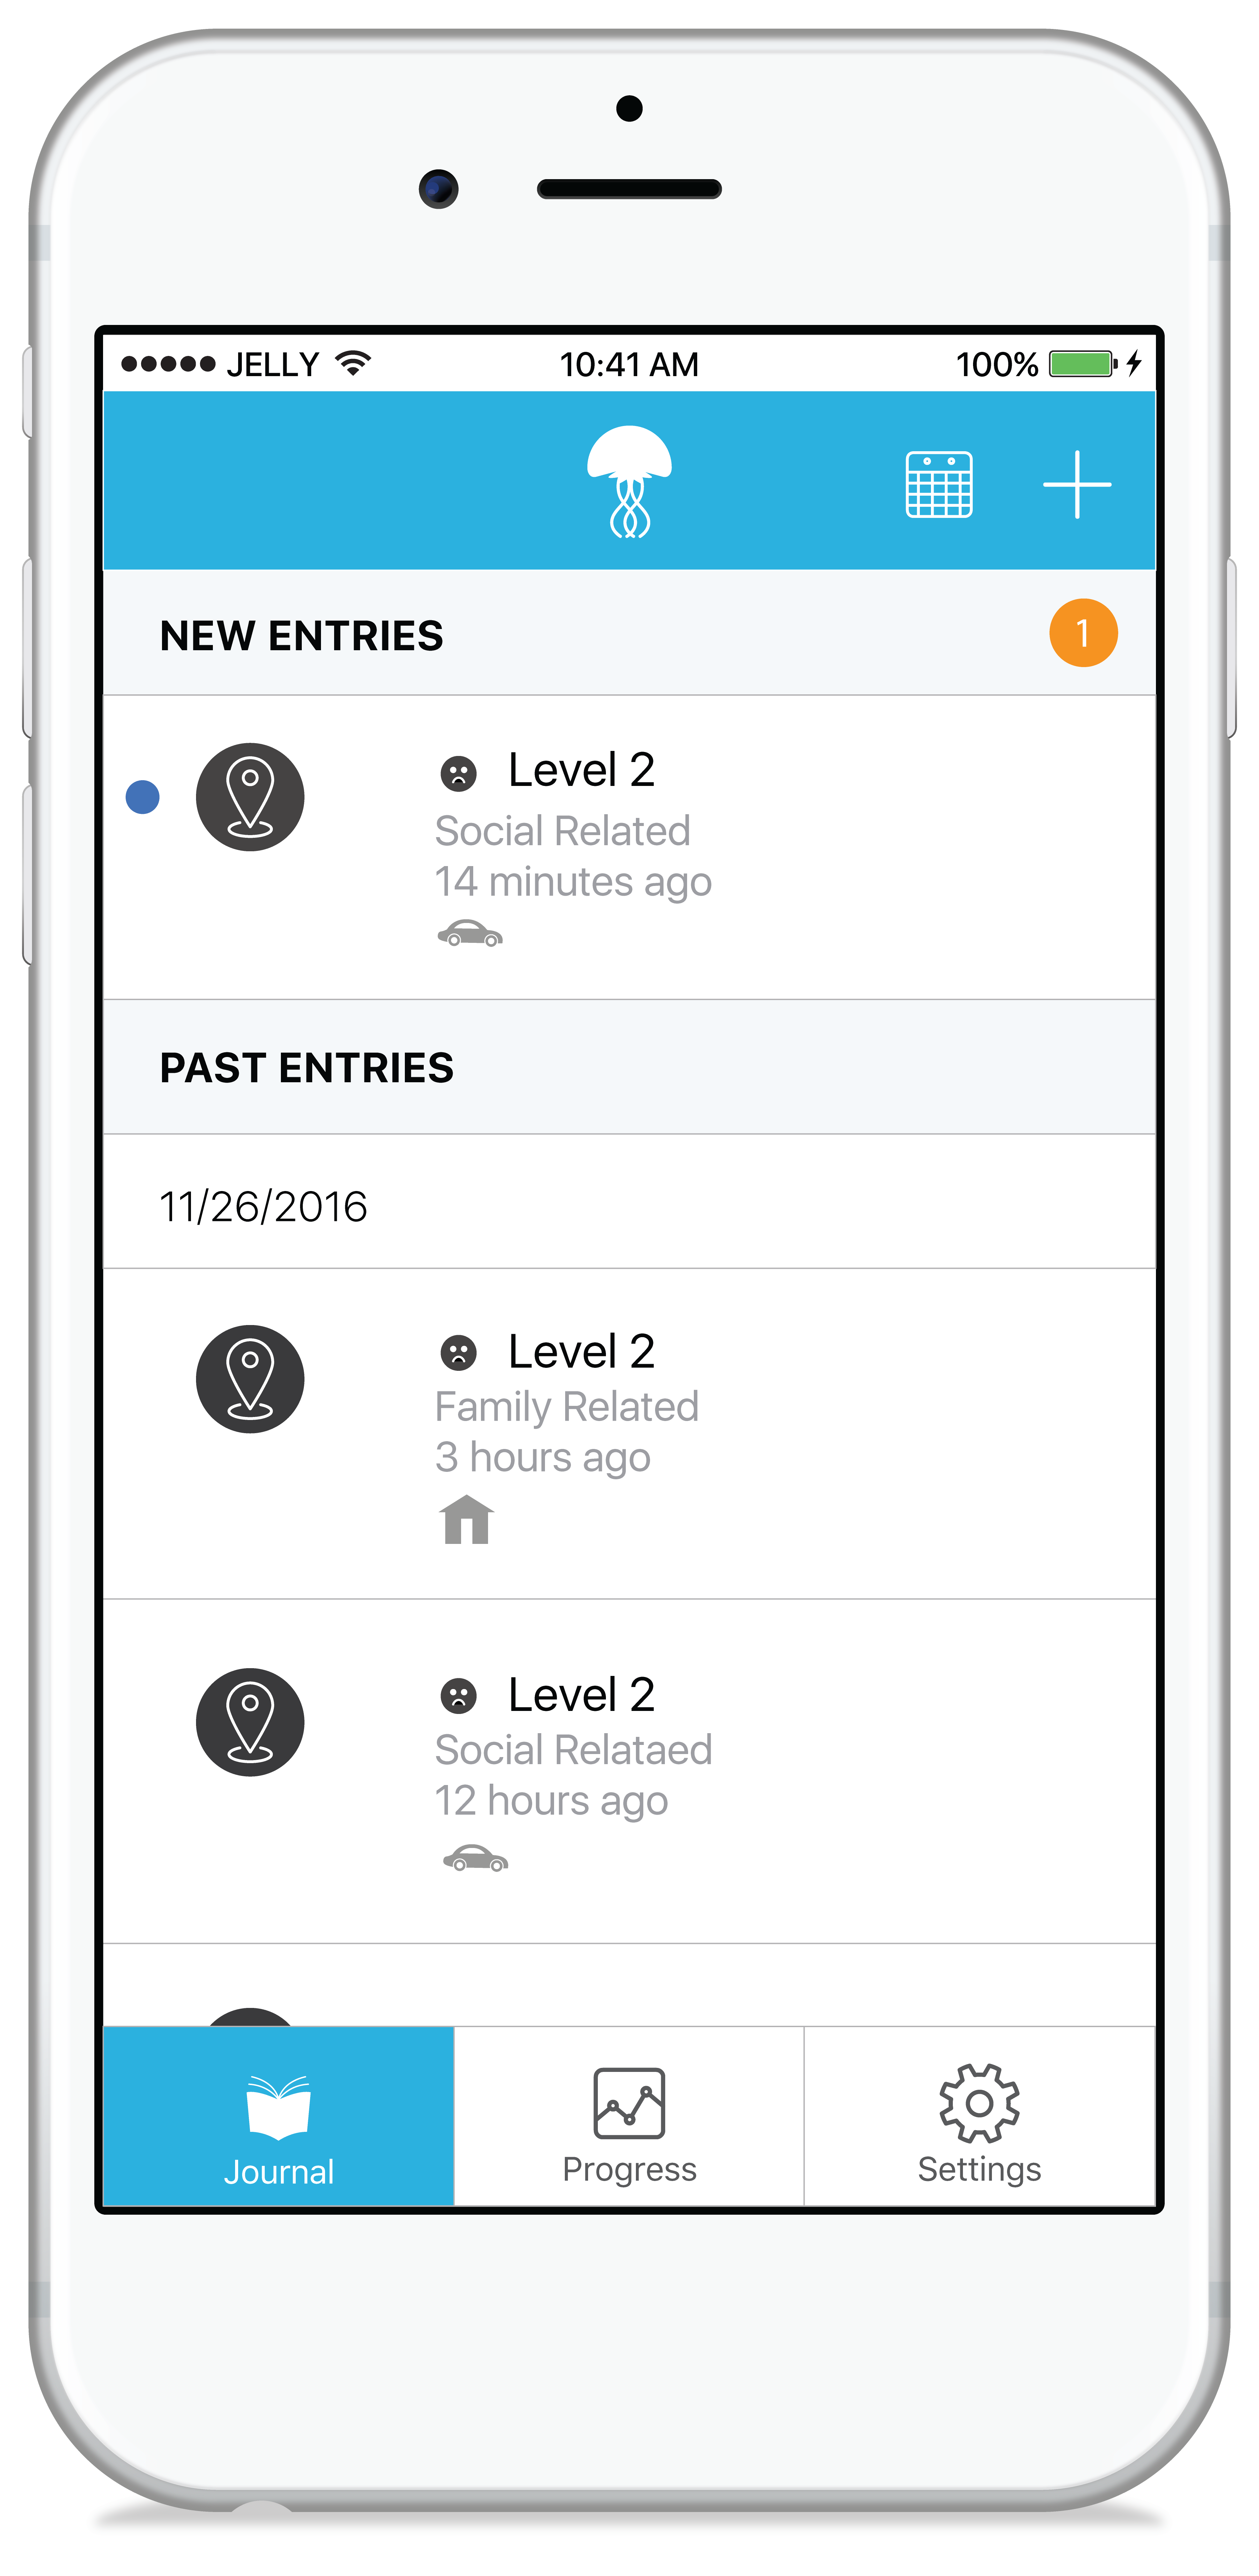 JELLY 10:41 AM 100%
NEW ENTRIES 1
Level 2
Social Related
14 minutes ago
PAST ENTRIES
11/26/2016
Level 2
Family Related
3 hours ago
Level 2
Social Relataed
12 hours ago
Journal Progress Settings